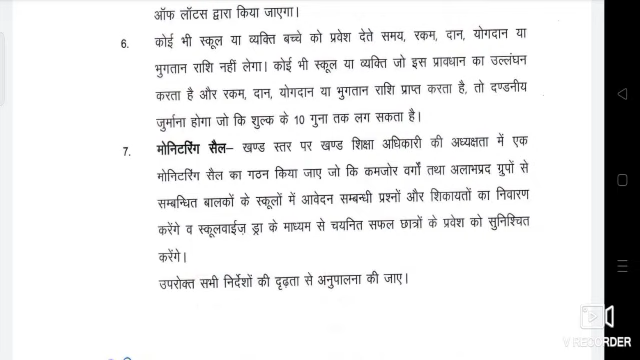 ऑफ लॉटस द्वारा किया जाएगा।
6. कोई भी स्कूल या व्यक्ति बच्चे को प्रवेश देते समय, रकम, दान, योगदान या
भुगतान राशि नहीं लेगा। कोई भी स्कूल या व्यक्ति जो इस प्रावधान का उल्लंघन
करता है और रकम, दान, योगदान या भुगतान राशि प्राप्त करता है, तो दण्डनीय
जुर्माना होगा जो कि शुल्क के 10 गुना तक लग सकता है।
7. मोनिटरिंग सैल– खण्ड स्तर पर खण्ड शिक्षा अधिकारी की अध्यक्षता में एक
मोनिटरिंग सैल का गठन किया जाए जो कि कमजोर वर्गों तथा अलाभप्रद ग्रुपों से
सम्बन्धित बालकों के स्कूलों में आवेदन सम्बन्धी प्रश्नों और शिकायतों का निवारण
करेंगे व स्कूलवाईज़ ड्रा के माध्यम से चयनित सफल छात्रों के प्रवेश को सुनिश्चित
करेंगे।
उपरोक्त सभी निर्देशों की दृढ़ता से अनुपालना की जाए।
V RECORDER